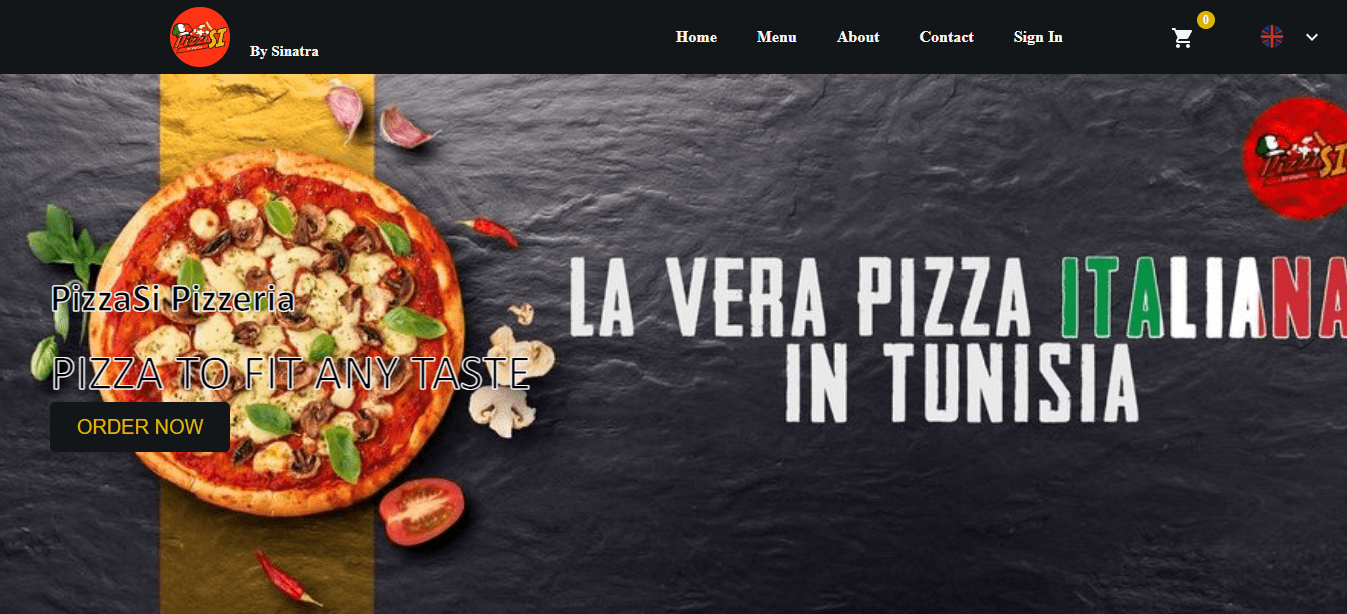 PizzaSI
By Sinatra
Home
Menu
About
Contact
Sign In
0
PizzaSI
LA VERA PIZZA ITALIANA
IN TUNISIA
PizzaSi Pizzeria
PIZZA TO FIT ANY TASTE
ORDER NOW